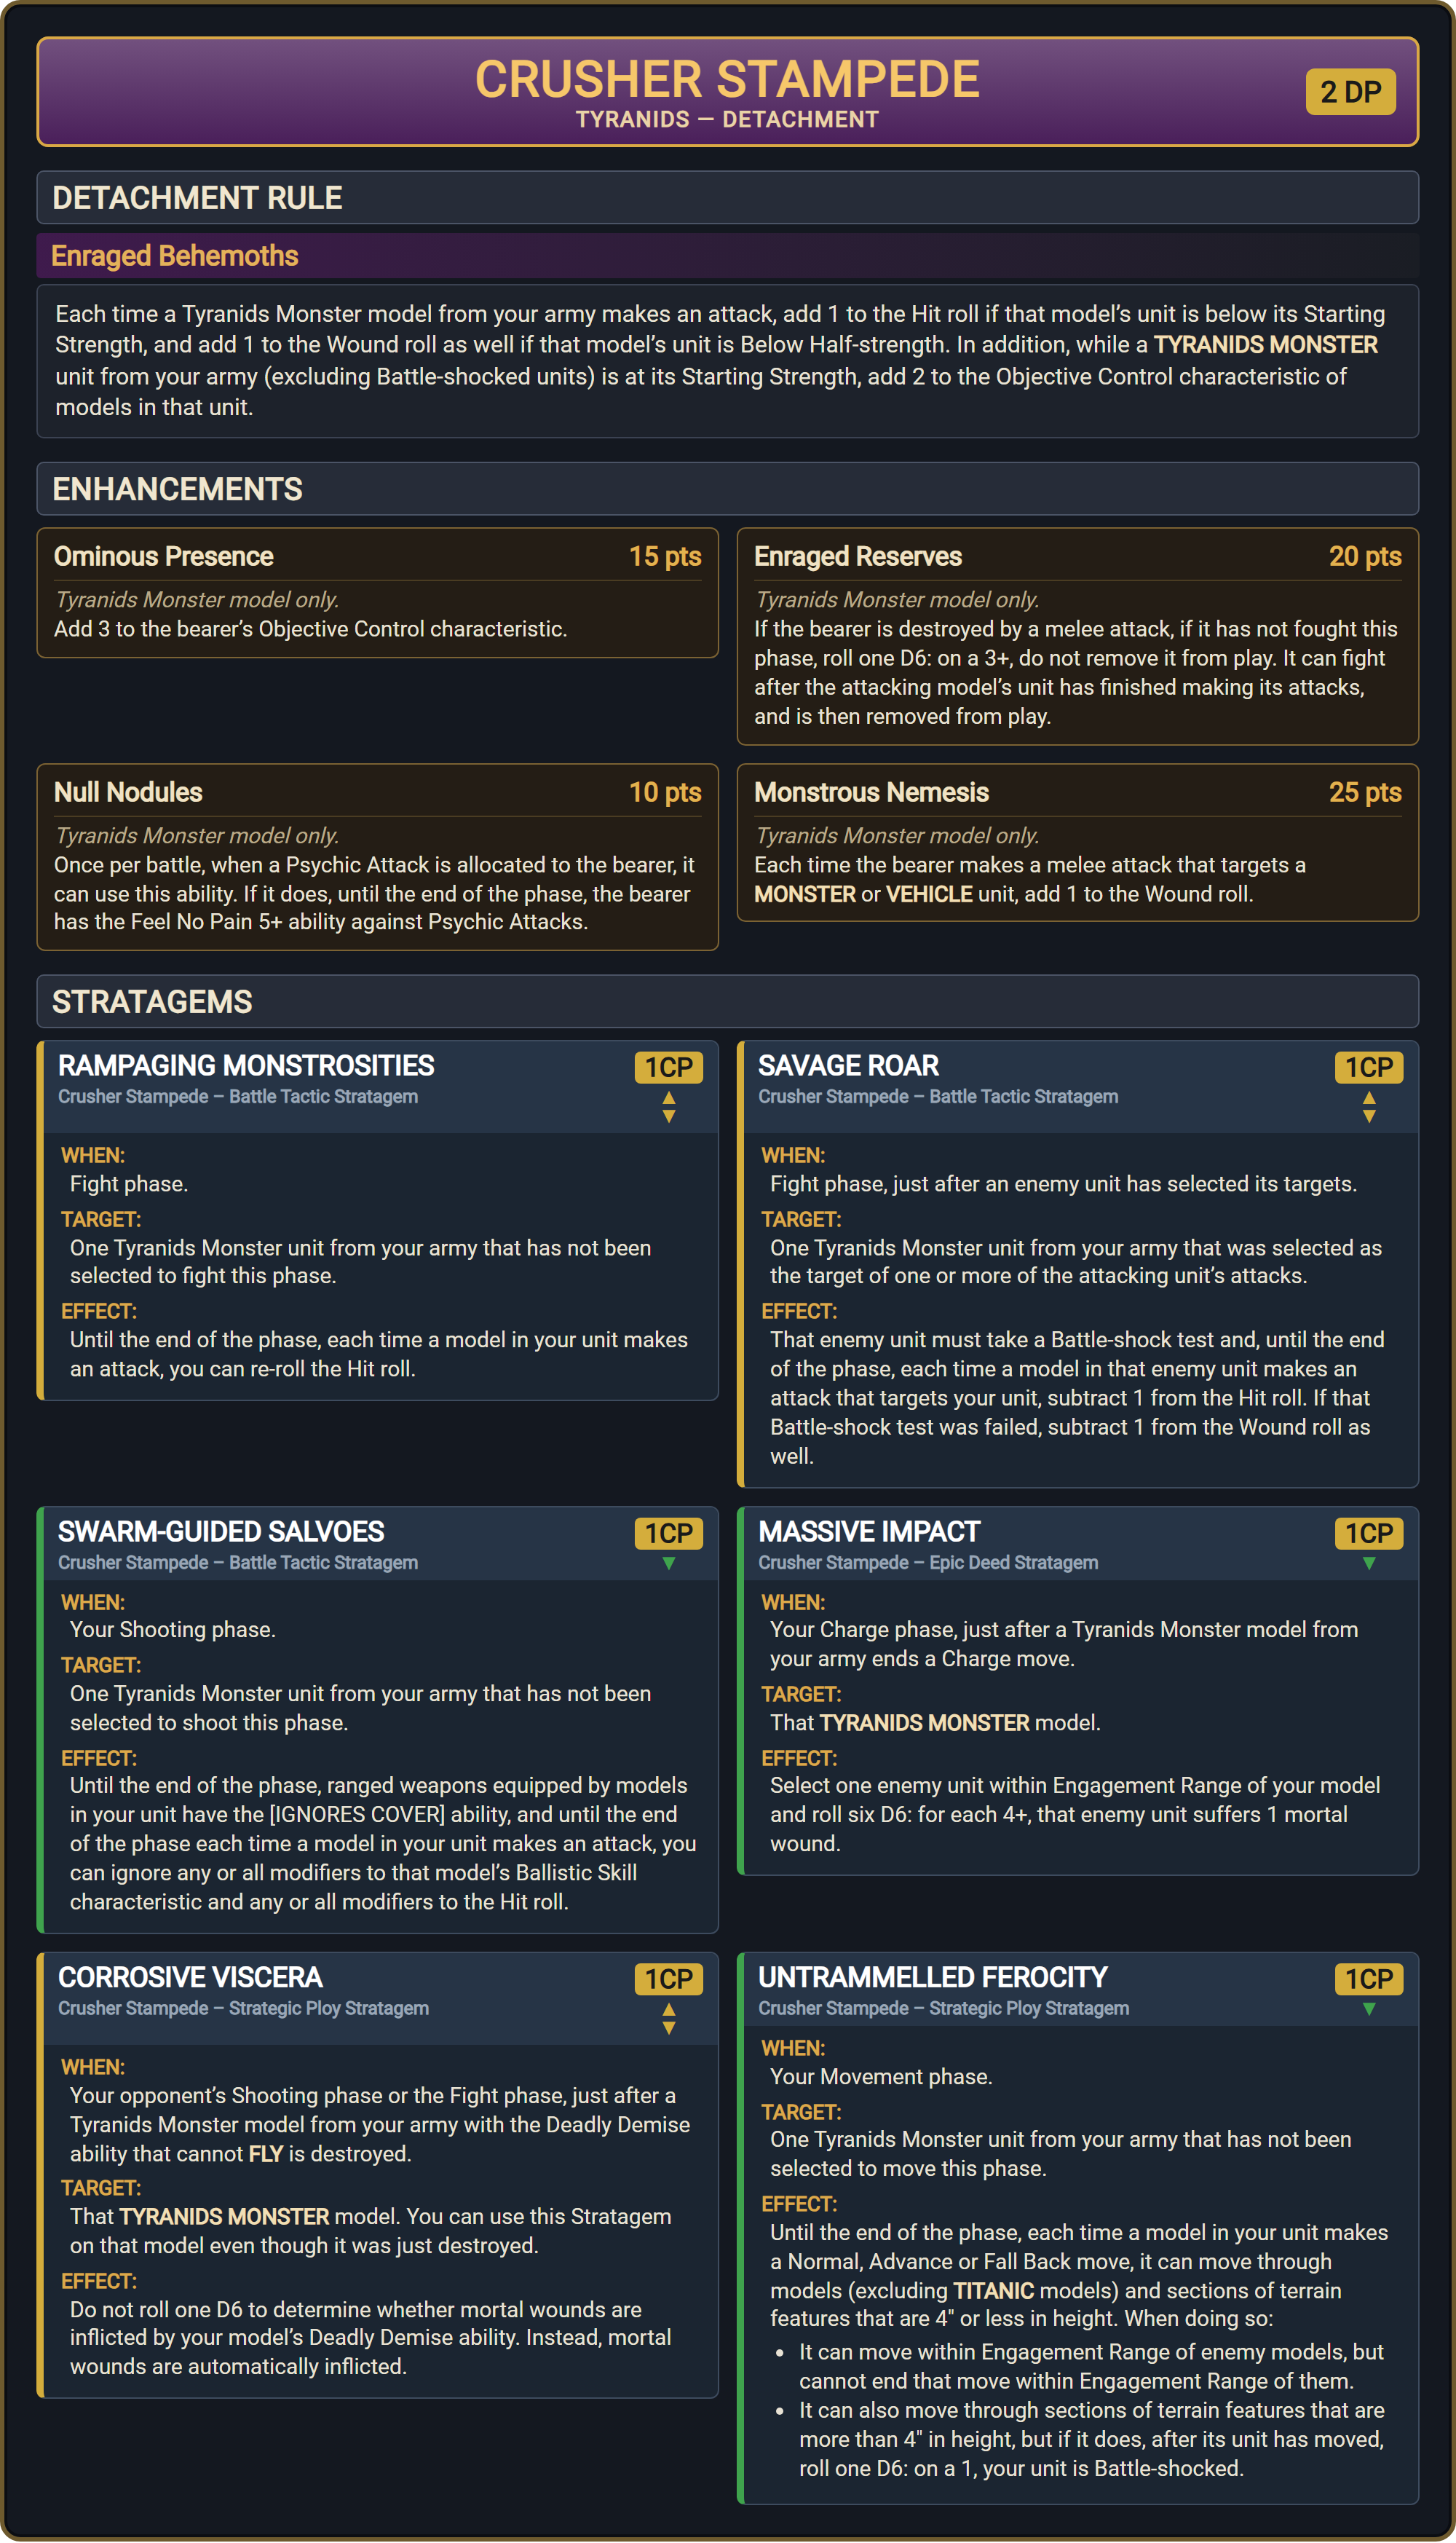 CRUSHER STAMPEDE
TYRANIDS — DETACHMENT
2 DP
DETACHMENT RULE
Enraged Behemoths
Each time a Tyranids Monster model from your army makes an attack, add 1 to the Hit roll if that model’s unit is below its Starting
Strength, and add 1 to the Wound roll as well if that model’s unit is Below Half-strength. In addition, while a TYRANIDS MONSTER
unit from your army (excluding Battle-shocked units) is at its Starting Strength, add 2 to the Objective Control characteristic of
models in that unit.
ENHANCEMENTS
Ominous Presence 15 pts
Tyranids Monster model only.
Add 3 to the bearer’s Objective Control characteristic.
Enraged Reserves 20 pts
Tyranids Monster model only.
If the bearer is destroyed by a melee attack, if it has not fought this
phase, roll one D6: on a 3+, do not remove it from play. It can fight
after the attacking model’s unit has finished making its attacks,
and is then removed from play.
Null Nodules 10 pts
Tyranids Monster model only.
Once per battle, when a Psychic Attack is allocated to the bearer, it
can use this ability. If it does, until the end of the phase, the bearer
has the Feel No Pain 5+ ability against Psychic Attacks.
Monstrous Nemesis 25 pts
Tyranids Monster model only.
Each time the bearer makes a melee attack that targets a
MONSTER or VEHICLE unit, add 1 to the Wound roll.
STRATAGEMS
RAMPAGING MONSTROSITIES 1CP
Crusher Stampede – Battle Tactic Stratagem
WHEN:
Fight phase.
TARGET:
One Tyranids Monster unit from your army that has not been
selected to fight this phase.
EFFECT:
Until the end of the phase, each time a model in your unit makes
an attack, you can re-roll the Hit roll.
SAVAGE ROAR 1CP
Crusher Stampede – Battle Tactic Stratagem
WHEN:
Fight phase, just after an enemy unit has selected its targets.
TARGET:
One Tyranids Monster unit from your army that was selected as
the target of one or more of the attacking unit’s attacks.
EFFECT:
That enemy unit must take a Battle-shock test and, until the end
of the phase, each time a model in that enemy unit makes an
attack that targets your unit, subtract 1 from the Hit roll. If that
Battle-shock test was failed, subtract 1 from the Wound roll as
well.
SWARM-GUIDED SALVOES 1CP
Crusher Stampede – Battle Tactic Stratagem
WHEN:
Your Shooting phase.
TARGET:
One Tyranids Monster unit from your army that has not been
selected to shoot this phase.
EFFECT:
Until the end of the phase, ranged weapons equipped by models
in your unit have the [IGNORES COVER] ability, and until the end
of the phase each time a model in your unit makes an attack, you
can ignore any or all modifiers to that model’s Ballistic Skill
characteristic and any or all modifiers to the Hit roll.
MASSIVE IMPACT 1CP
Crusher Stampede – Epic Deed Stratagem
WHEN:
Your Charge phase, just after a Tyranids Monster model from
your army ends a Charge move.
TARGET:
That TYRANIDS MONSTER model.
EFFECT:
Select one enemy unit within Engagement Range of your model
and roll six D6: for each 4+, that enemy unit suffers 1 mortal
wound.
CORROSIVE VISCERA 1CP
Crusher Stampede – Strategic Ploy Stratagem
WHEN:
Your opponent’s Shooting phase or the Fight phase, just after a
Tyranids Monster model from your army with the Deadly Demise
ability that cannot FLY is destroyed.
TARGET:
That TYRANIDS MONSTER model. You can use this Stratagem
on that model even though it was just destroyed.
EFFECT:
Do not roll one D6 to determine whether mortal wounds are
inflicted by your model’s Deadly Demise ability. Instead, mortal
wounds are automatically inflicted.
UNTRAMMELLED FEROCITY 1CP
Crusher Stampede – Strategic Ploy Stratagem
WHEN:
Your Movement phase.
TARGET:
One Tyranids Monster unit from your army that has not been
selected to move this phase.
EFFECT:
Until the end of the phase, each time a model in your unit makes
a Normal, Advance or Fall Back move, it can move through
models (excluding TITANIC models) and sections of terrain
features that are 4" or less in height. When doing so:
• It can move within Engagement Range of enemy models, but
cannot end that move within Engagement Range of them.
• It can also move through sections of terrain features that are
more than 4" in height, but if it does, after its unit has moved,
roll one D6: on a 1, your unit is Battle-shocked.